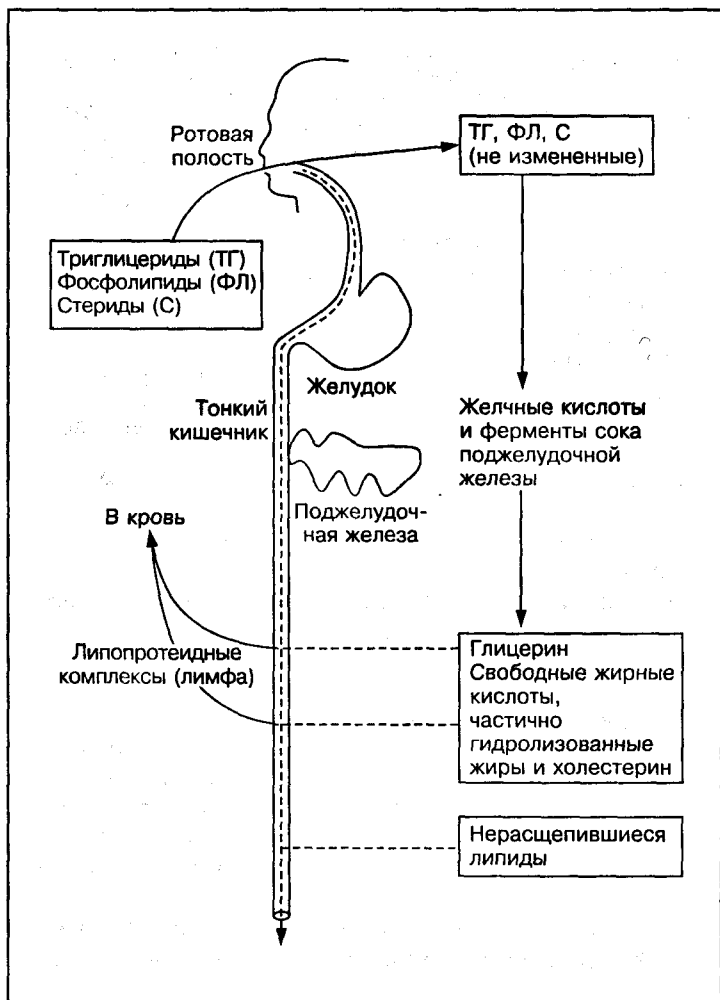 Ротовая
полость
ТГ, ФЛ, С
(не измененные)
Триглицериды (ТГ)
Фосфолипиды (ФЛ)
Стериды (С)
Желудок
Тонкий
кишечник
Желчные кислоты
и ферменты сока
поджелудочной
железы
Поджелудоч-
ная железа
В кровь
Липопротеидные
комплексы (лимфа)
Глицерин
Свободные жирные
кислоты,
частично
гидролизованные
жиры и холестерин
Нерасщепившиеся
липиды